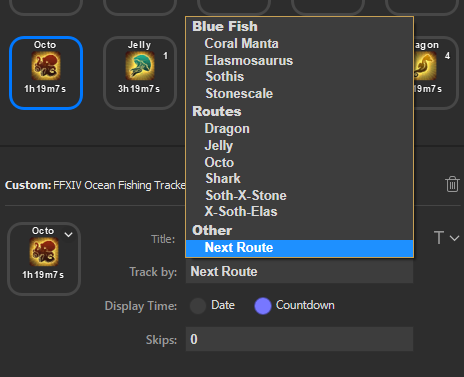 Octo
1h19m7s
Jelly
1
3h19m7s
agon
4
h19m7s
Blue Fish
Coral Manta
Elasmosaurus
Sothis
Stonescale
Routes
Dragon
Jelly
Octo
Shark
Soth-X-Stone
X-Soth-Elas
Other
Next Route
Custom: FFXIV Ocean Fishing Tracke
Octo
1h19m7s
Title:
T
Track by: Next Route
Display Time: Date Countdown
Skips: 0